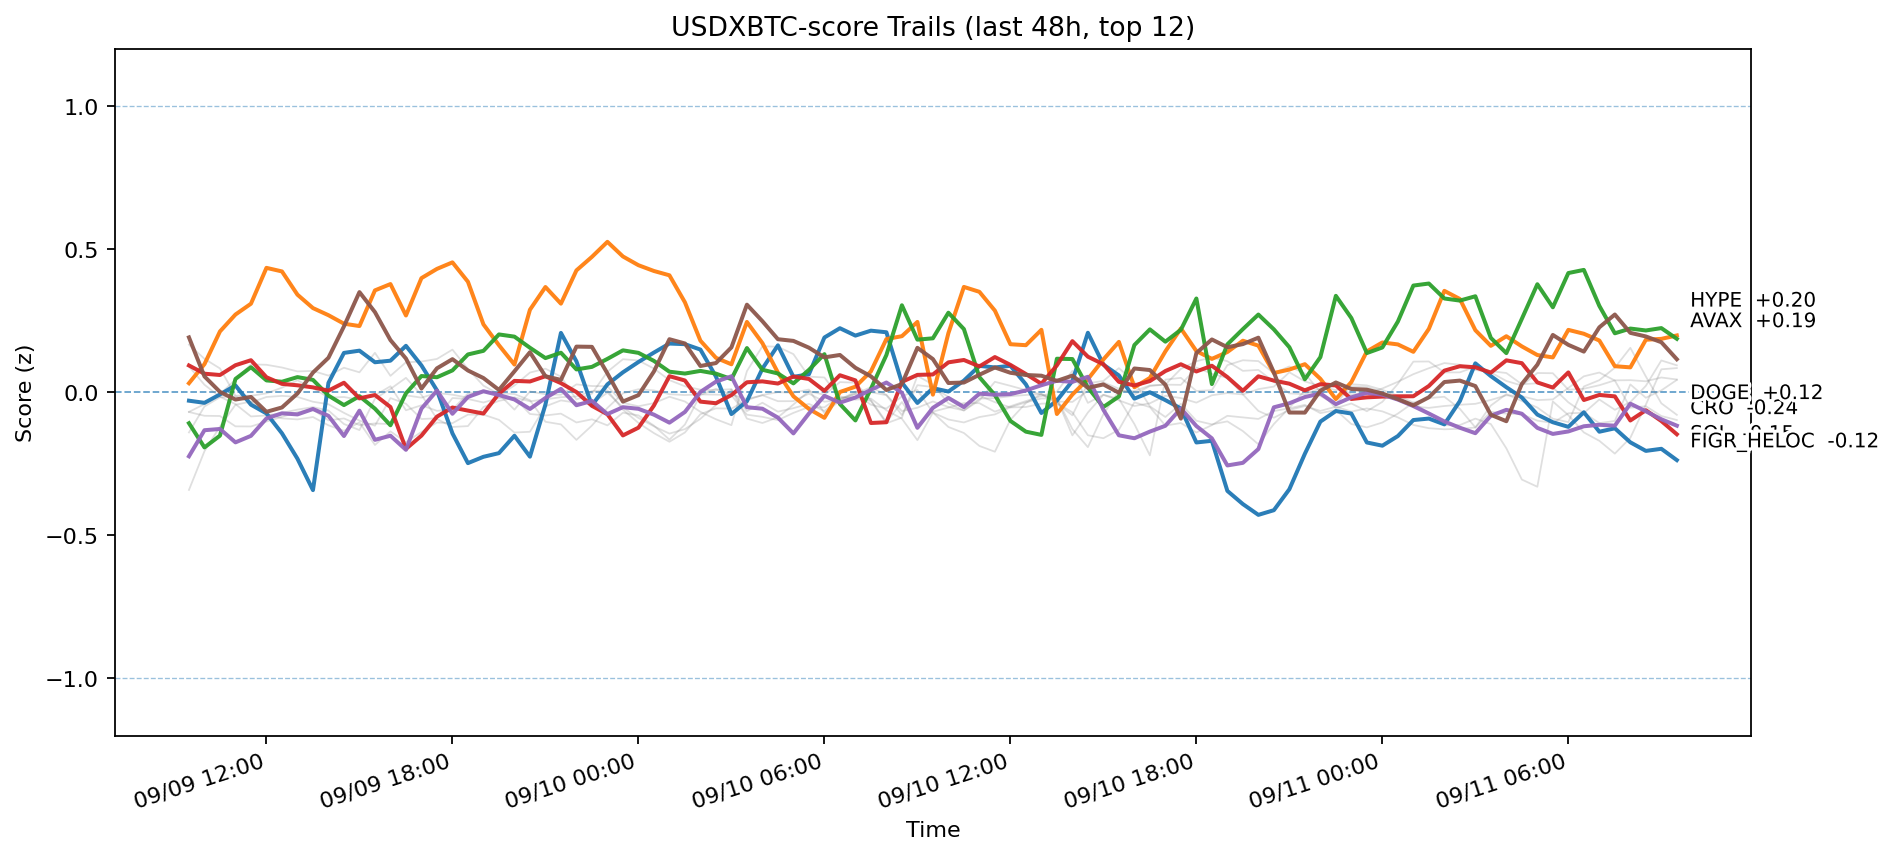 USDXBTC-score Trails (last 48h, top 12)
Score (z)
1.0
0.5
0.0
−0.5
−1.0
HYPE +0.20
AVAX +0.19
DOGE +0.12
CRO -0.24
FIGR_HELOC -0.12
09/09 12:00
09/09 18:00
09/10 00:00
09/10 06:00
09/10 12:00
09/10 18:00
09/11 00:00
09/11 06:00
Time